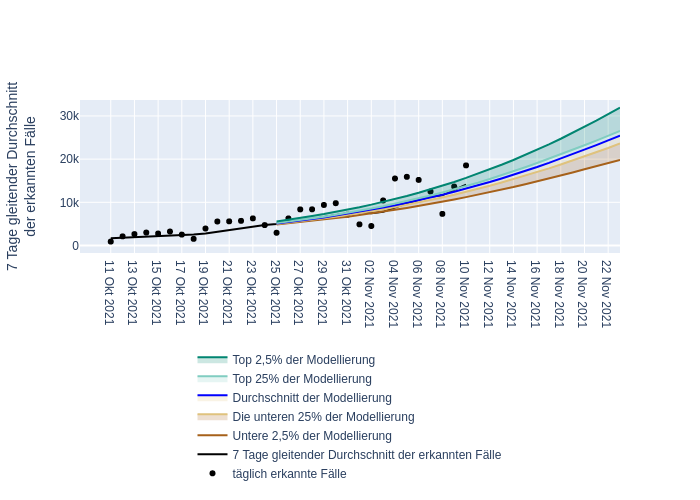 7 Tage gleitender Durchschnitt
der erkannten Fälle
30k
20k
10k
0
11 Okt 2021
13 Okt 2021
15 Okt 2021
17 Okt 2021
19 Okt 2021
21 Okt 2021
23 Okt 2021
25 Okt 2021
27 Okt 2021
29 Okt 2021
31 Okt 2021
02 Nov 2021
04 Nov 2021
06 Nov 2021
08 Nov 2021
10 Nov 2021
12 Nov 2021
14 Nov 2021
16 Nov 2021
18 Nov 2021
20 Nov 2021
22 Nov 2021
Top 2,5% der Modellierung
Top 25% der Modellierung
Durchschnitt der Modellierung
Die unteren 25% der Modellierung
Untere 2,5% der Modellierung
7 Tage gleitender Durchschnitt der erkannten Fälle
täglich erkannte Fälle